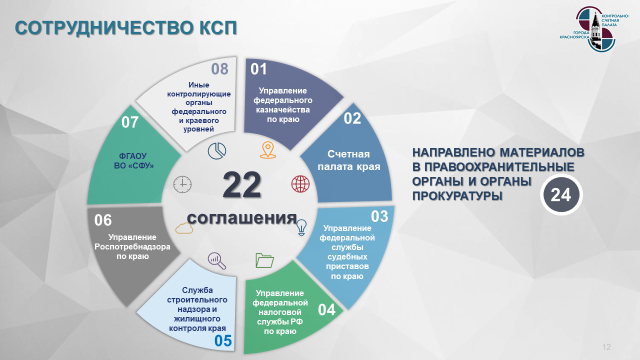 СОТРУДНИЧЕСТВО КСП
КОНТРОЛЬНО-
СЧЕТНАЯ
ПАЛАТА
ГОРОДА
КРАСНОЯРСКА
01
Управление
федерального
казначейства
по краю
02
Счетная
палата края
03
Управление
федеральной
службы
судебных
приставов
по краю
04
Управление
федеральной
налоговой
службы РФ
по краю
05
Служба
строительного
надзора и
жилищного
контроля края
06
Управление
Роспотребнадзора
по краю
07
ФГАОУ
ВО «СФУ»
08
Иные
контролирующие
органы
федерального
и краевого
уровней
22
соглашения
НАПРАВЛЕНО МАТЕРИАЛОВ
В ПРАВООХРАНИТЕЛЬНЫЕ
ОРГАНЫ И ОРГАНЫ
ПРОКУРАТУРЫ
24
12